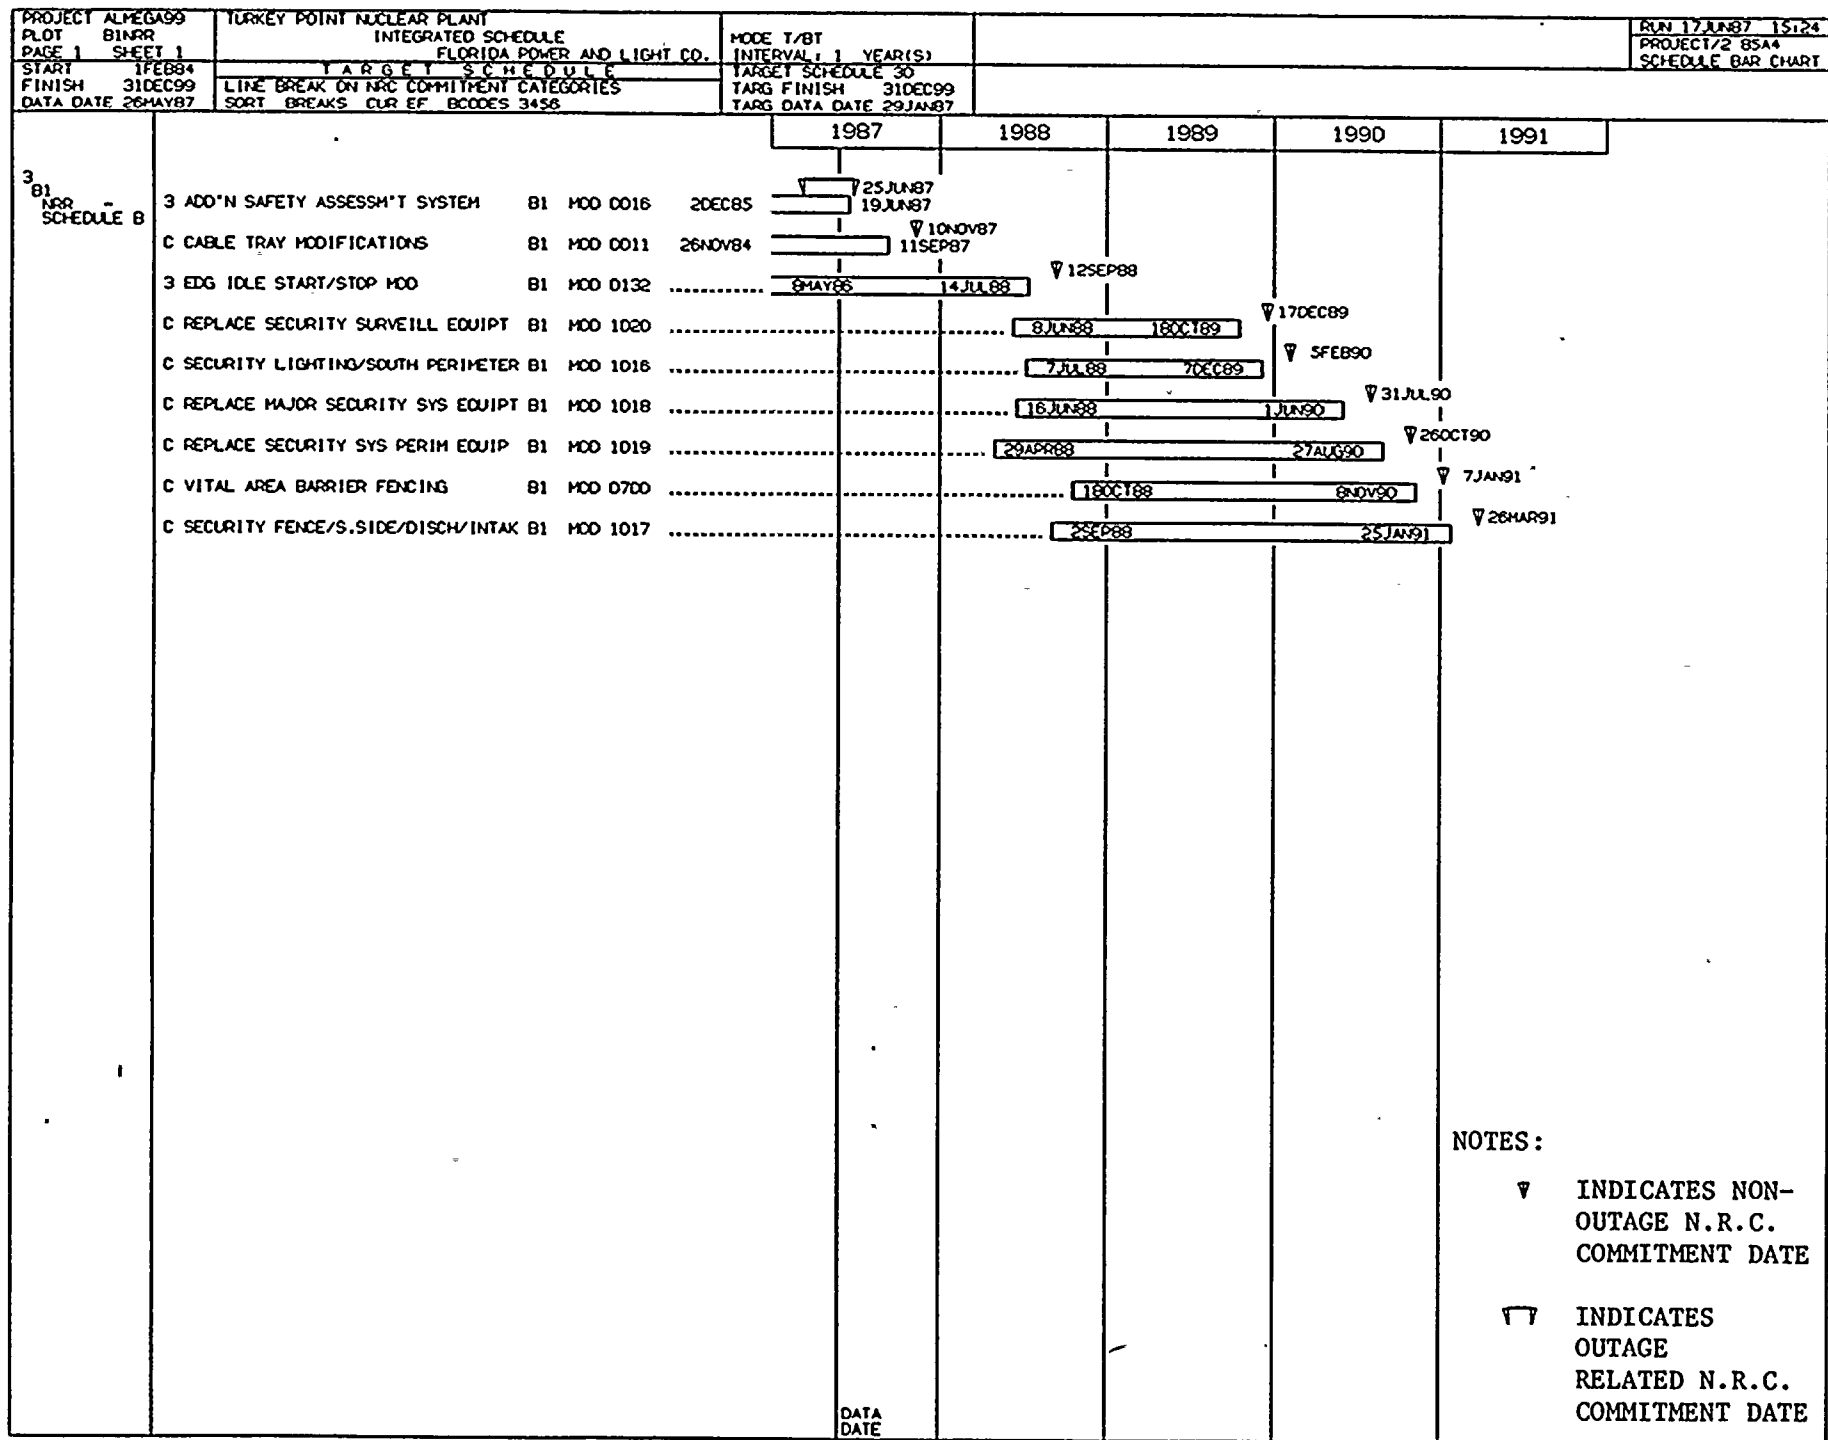 PROJECT ALMEGA99
PLOT B1NRR
PAGE 1 SHEET 1
START 1FEB84
FINISH 31DEC99
DATA DATE 26MAY87
TURKEY POINT NUCLEAR PLANT
INTEGRATED SCHEDULE
FLORIDA POWER AND LIGHT CO.
TARGET SCHEDULE
LINE BREAK ON NRC COMMITMENT CATEGORIES
SORT BREAKS CUR EF BCODES 3456
MODE T/BT
INTERVAL: 1 YEAR(S)
TARGET SCHEDULE 30
TARG FINISH 31DEC99
TARG DATA DATE 29JAN87
RUN 17JUN87 15:24
PROJECT/2 85A4
SCHEDULE BAR CHART
1987 1988 1989 1990 1991
3
B1
NRR -
SCHEDULE B
25JUN87
3 ADD'N SAFETY ASSESSM'T SYSTEM B1 MOD 0016 2DEC85 19JUN87
10NOV87
C CABLE TRAY MODIFICATIONS B1 MOD 0011 26NOV84 11SEP87
12SEP88
3 EDG IDLE START/STOP MOD B1 MOD 0132 ............... 8MAY86 14JUL88
17DEC89
C REPLACE SECURITY SURVEILL EQUIPT B1 MOD 1020 ............... 8JUN88 18OCT89
5FEB90
C SECURITY LIGHTING/SOUTH PERIMETER B1 MOD 1016 ............... 7JUL88 7DEC89
31JUL90
C REPLACE MAJOR SECURITY SYS EQUIPT B1 MOD 1018 ............... 16JUN88 1JUN90
26OCT90
C REPLACE SECURITY SYS PERIM EQUIP B1 MOD 1019 ............... 29APR88 27AUG90
7JAN91
C VITAL AREA BARRIER FENCING B1 MOD 0700 ............... 18OCT88 8NOV90
26MAR91
C SECURITY FENCE/S.SIDE/DISCH/INTAK B1 MOD 1017 ............... 2SEP88 25JAN91
NOTES:
INDICATES NON-
OUTAGE N.R.C.
COMMITMENT DATE
INDICATES
OUTAGE
RELATED N.R.C.
COMMITMENT DATE
DATA
DATE